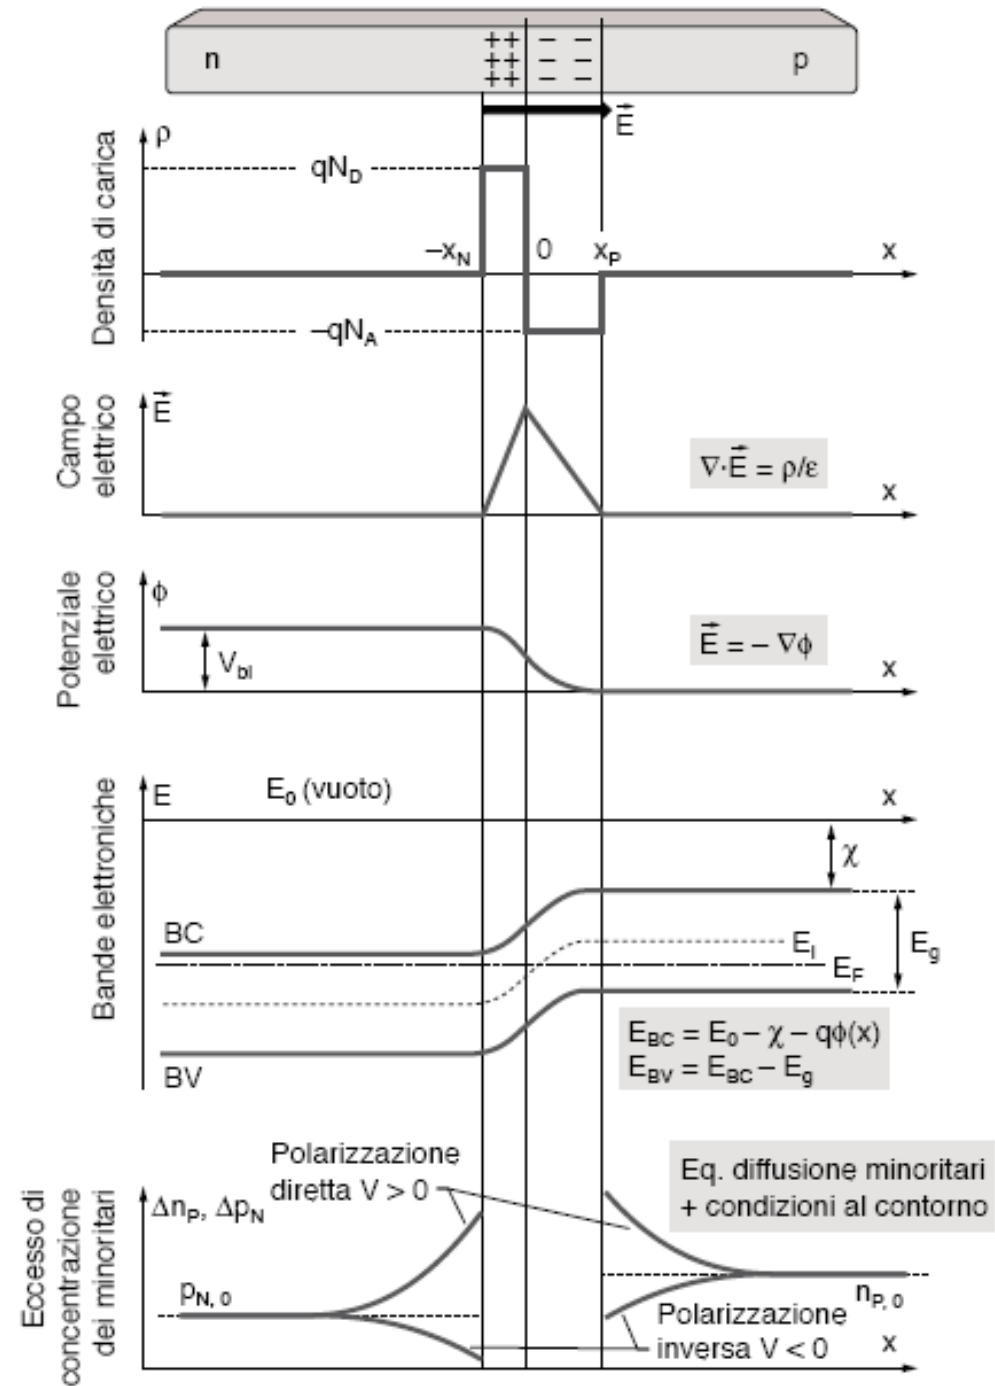 n
++ – –
++ – –
++ – –
p
E
ρ
Densità di carica
qN_D
–x_N
0
x_P
x
–qN_A
Campo
elettrico
E
∇·E = ρ/ε
x
Potenziale
elettrico
ϕ
V_bi
E = – ∇ϕ
x
Bande elettroniche
E
E_0 (vuoto)
x
χ
BC
E_I
E_g
E_F
BV
E_BC = E_0 – χ – qϕ(x)
E_BV = E_BC – E_g
Eccesso di
concentrazione
dei minoritari
Δn_P, Δp_N
Polarizzazione
diretta V > 0
Eq. diffusione minoritari
+ condizioni al contorno
p_N, 0
n_P, 0
Polarizzazione
inversa V < 0
x